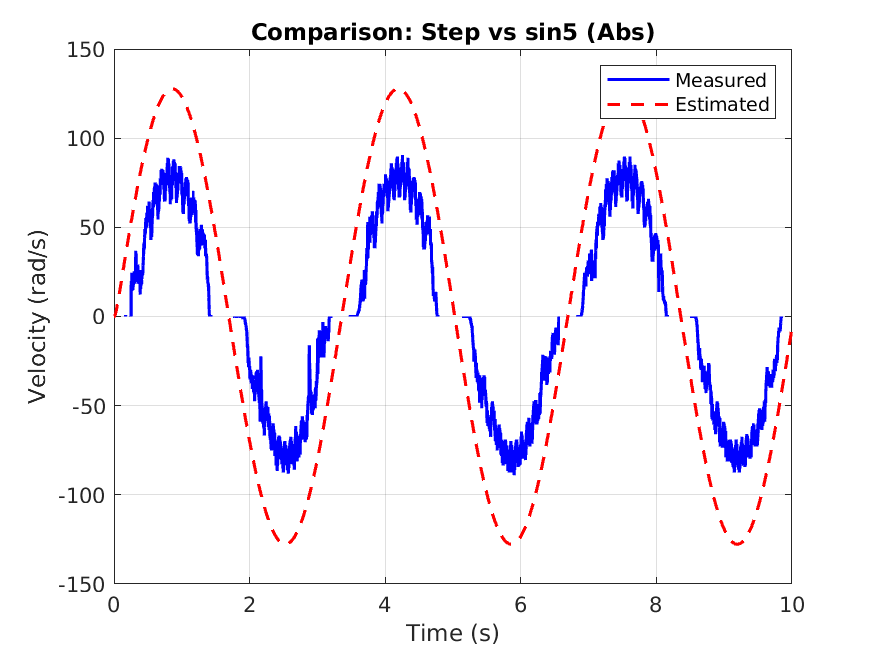 Comparison: Step vs sin5 (Abs)
150
100
50
0
-50
-100
-150
Velocity (rad/s)
Measured
Estimated
0 2 4 6 8 10
Time (s)